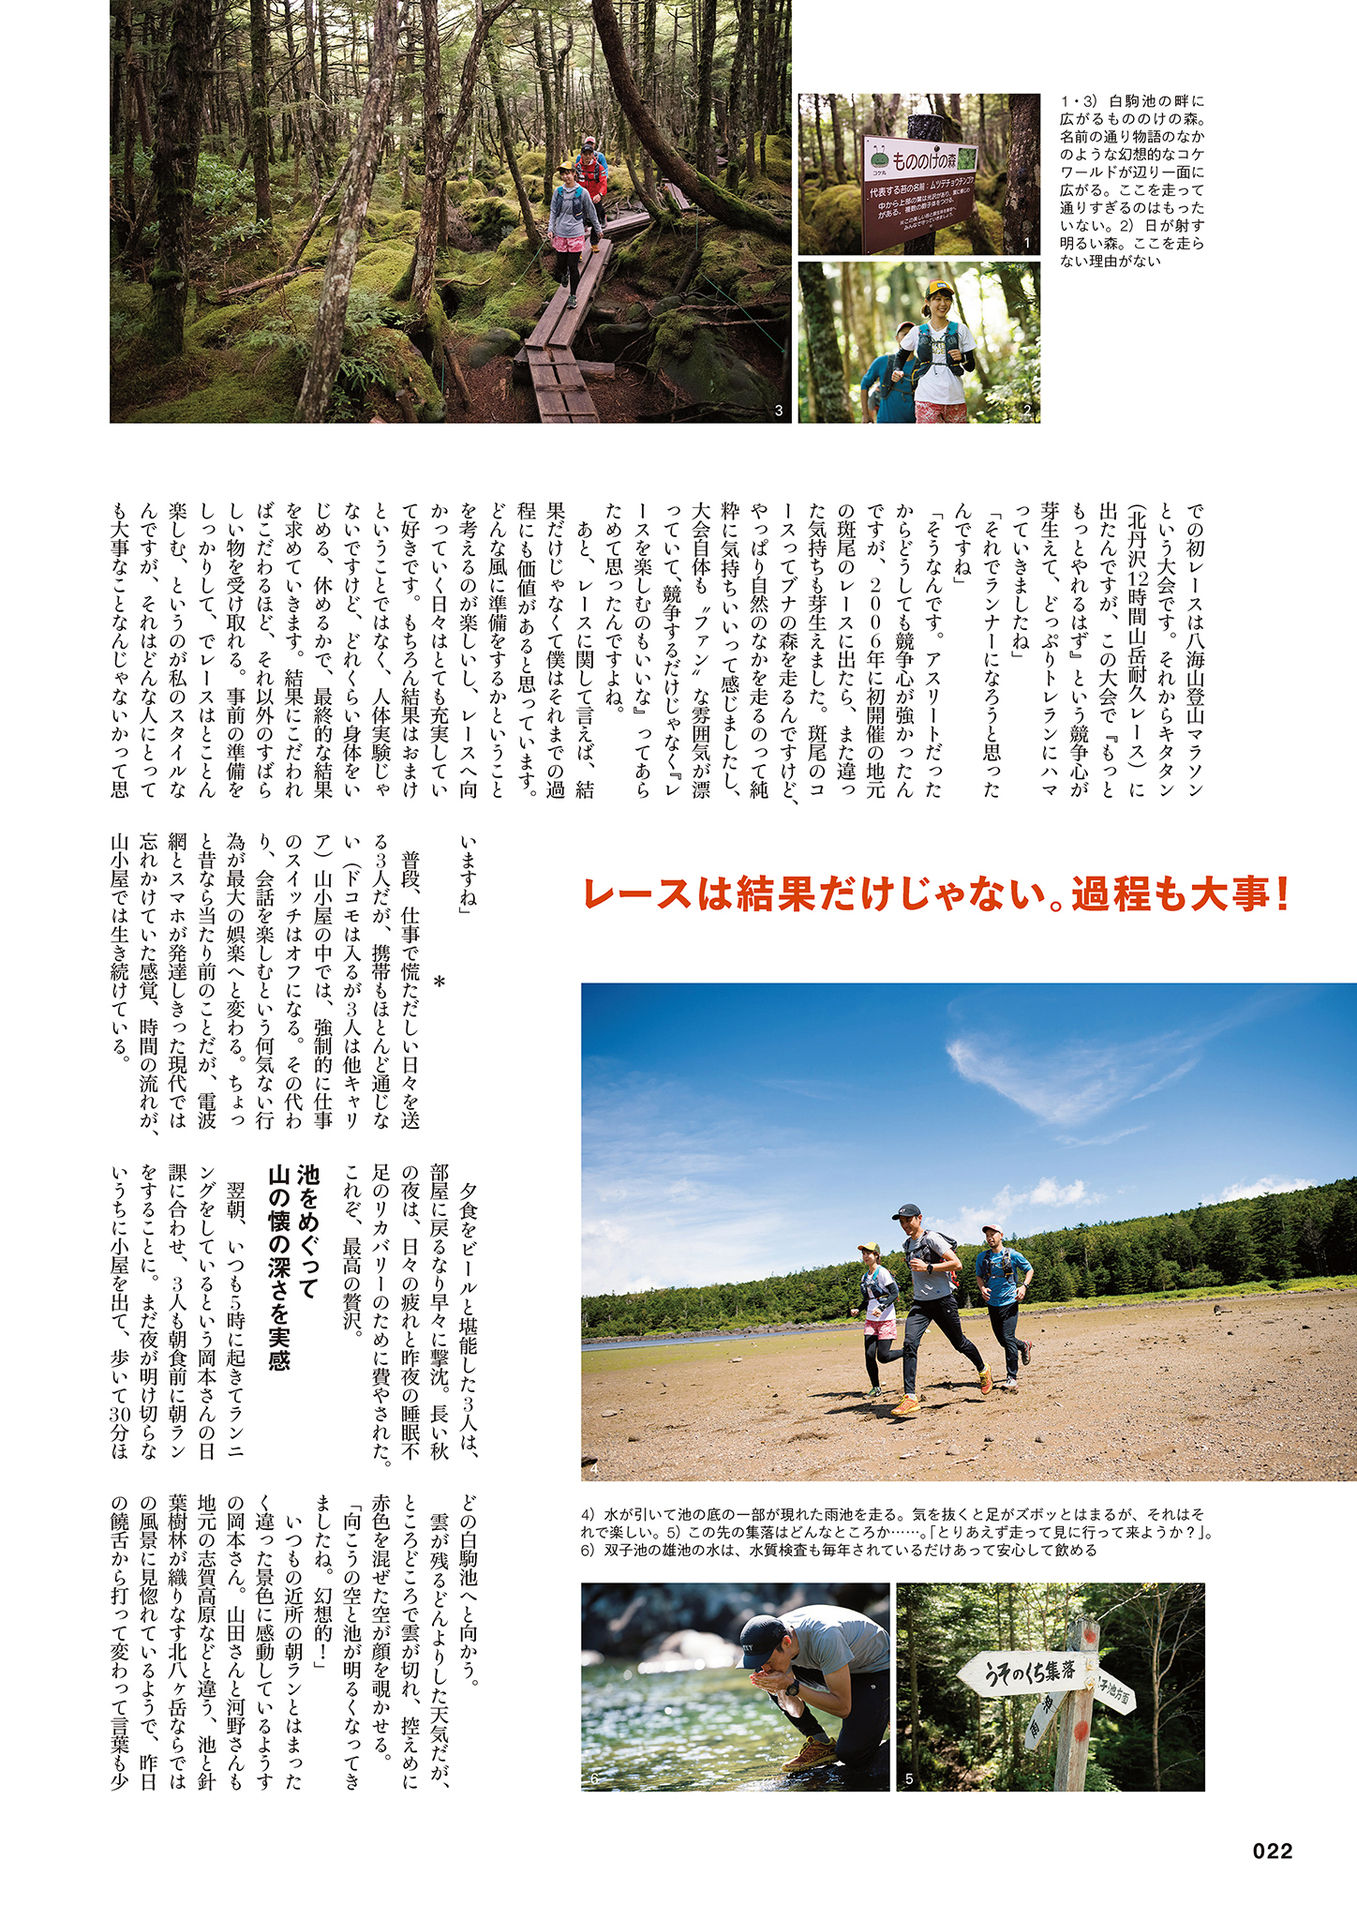 1・3）白駒池の畔に
広がるもののけの森。
名前の通り物語のなか
のような幻想的なコケ
ワールドが辺り一面に
広がる。ここを走って
通りすぎるのはもった
いない。2）日が射す
明るい森。ここを走ら
ない理由がない
もののけの森
コケ丸
代表する苔の名前：ムツデチョウチンゴケ
1
2
3
での初レースは八海山登山マラソン
という大会です。それからキタタン
（北丹沢12時間山岳耐久レース）に
出たんですが、この大会で『もっと
もっとやれるはず』という競争心が
芽生えて、どっぷりトレランにハマ
っていきましたね」
「それでランナーになろうと思った
んですね」
「そうなんです。アスリートだった
からどうしても競争心が強かったん
ですが、2006年に初開催の地元
の斑尾のレースに出たら、また違っ
た気持ちも芽生えました。斑尾のコ
ースってブナの森を走るんですけど、
やっぱり自然のなかを走るのって純
粋に気持ちいいって感じましたし、
大会自体も〝ファン〟な雰囲気が漂
っていて、競争するだけじゃなく『レ
ースを楽しむのもいいな』ってあら
ためて思ったんですよね。
あと、レースに関して言えば、結
果だけじゃなくて僕はそれまでの過
程にも価値があると思っています。
どんな風に準備をするかということ
を考えるのが楽しいし、レースへ向
かっていく日々はとても充実してい
て好きです。もちろん結果はおまけ
ということではなく、人体実験じゃ
ないですけど、どれくらい身体をい
じめる、休めるかで、最終的な結果
を求めていきます。結果にこだわれ
ばこだわるほど、それ以外のすばら
しい物を受け取れる。事前の準備を
しっかりして、でレースはとことん
楽しむ、というのが私のスタイルな
んですが、それはどんな人にとって
も大事なことなんじゃないかって思
いますね」
＊
普段、仕事で慌ただしい日々を送
る3人だが、携帯もほとんど通じな
い（ドコモは入るが3人は他キャリ
ア）山小屋の中では、強制的に仕事
のスイッチはオフになる。その代わ
り、会話を楽しむという何気ない行
為が最大の娯楽へと変わる。ちょっ
と昔なら当たり前のことだが、電波
網とスマホが発達しきった現代では
忘れかけていた感覚、時間の流れが、
山小屋では生き続けている。
レースは結果だけじゃない。過程も大事！
4
夕食をビールと堪能した3人は、
部屋に戻るなり早々に撃沈。長い秋
の夜は、日々の疲れと昨夜の睡眠不
足のリカバリーのために費やされた。
これぞ、最高の贅沢。
池をめぐって
山の懐の深さを実感
翌朝、いつも5時に起きてランニ
ングをしているという岡本さんの日
課に合わせ、3人も朝食前に朝ラン
をすることに。まだ夜が明け切らな
いうちに小屋を出て、歩いて30分ほ
どの白駒池へと向かう。
雲が残るどんよりした天気だが、
ところどころで雲が切れ、控えめに
赤色を混ぜた空が顔を覗かせる。
「向こうの空と池が明るくなってき
ましたね。幻想的！」
いつもの近所の朝ランとはまった
く違った景色に感動しているようす
の岡本さん。山田さんと河野さんも
地元の志賀高原などと違う、池と針
葉樹林が織りなす北八ヶ岳ならでは
の風景に見惚れているようで、昨日
の饒舌から打って変わって言葉も少
4）水が引いて池の底の一部が現れた雨池を走る。気を抜くと足がズボッとはまるが、それはそ
れで楽しい。5）この先の集落はどんなところか……。「とりあえず走って見に行って来ようか？」。
6）双子池の雄池の水は、水質検査も毎年されているだけあって安心して飲める
6
うそのくち集落
5
022